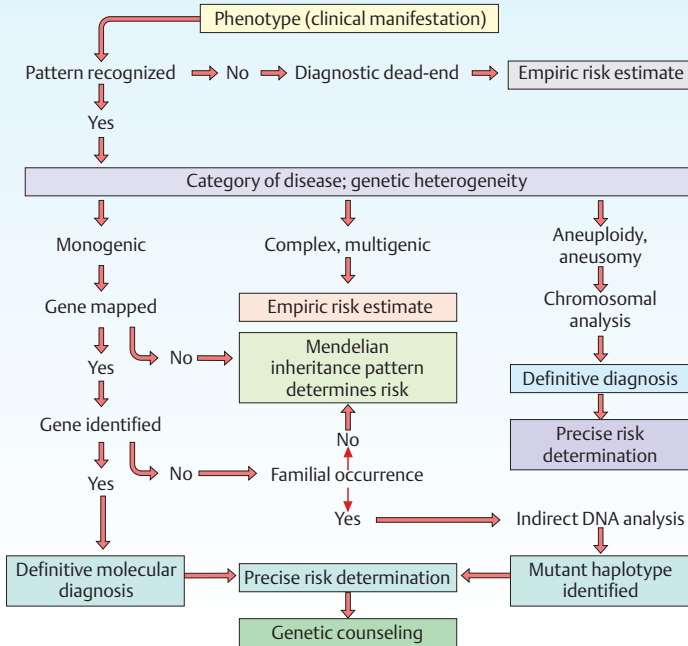 Phenotype (clinical manifestation)
Pattern recognized
No
Diagnostic dead-end
Empiric risk estimate
Yes
Category of disease; genetic heterogeneity
Monogenic
Complex, multigenic
Aneuploidy,
aneusomy
Gene mapped
Empiric risk estimate
Chromosomal
analysis
Yes
No
Mendelian
inheritance pattern
determines risk
Definitive diagnosis
Gene identified
No
Precise risk
determination
Yes
No
Familial occurrence
Yes
Indirect DNA analysis
Definitive molecular
diagnosis
Precise risk determination
Mutant haplotype
identified
Genetic counseling